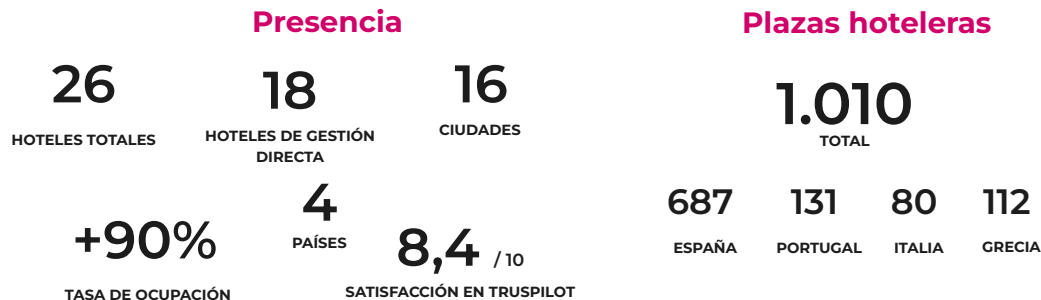 Presencia
26
HOTELES TOTALES
18
HOTELES DE GESTIÓN
DIRECTA
16
CIUDADES
+90%
TASA DE OCUPACIÓN
4
PAÍSES
8,4 / 10
SATISFACCIÓN EN TRUSPILOT
Plazas hoteleras
1.010
TOTAL
687
ESPAÑA
131
PORTUGAL
80
ITALIA
112
GRECIA